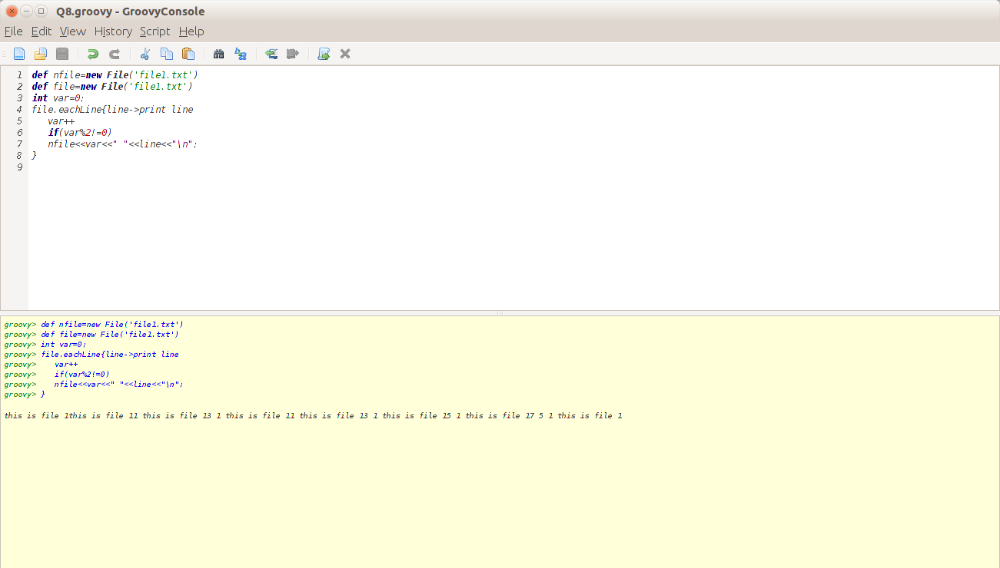 Q8.groovy - GroovyConsole
File Edit View History Script Help
1 def nfile=new File('file1.txt')
2 def file=new File('file1.txt')
3 int var=0;
4 file.eachLine{line->print line
5 var++
6 if(var%2!=0)
7 nfile<<var<<" "<<line<<"\n";
8 }
9
groovy> def nfile=new File('file1.txt')
groovy> def file=new File('file1.txt')
groovy> int var=0;
groovy> file.eachLine{line->print line
groovy> var++
groovy> if(var%2!=0)
groovy> nfile<<var<<" "<<line<<"\n";
groovy> }
this is file 1this is file 11 this is file 13 1 this is file 11 this is file 13 1 this is file 15 1 this is file 17 5 1 this is file 1